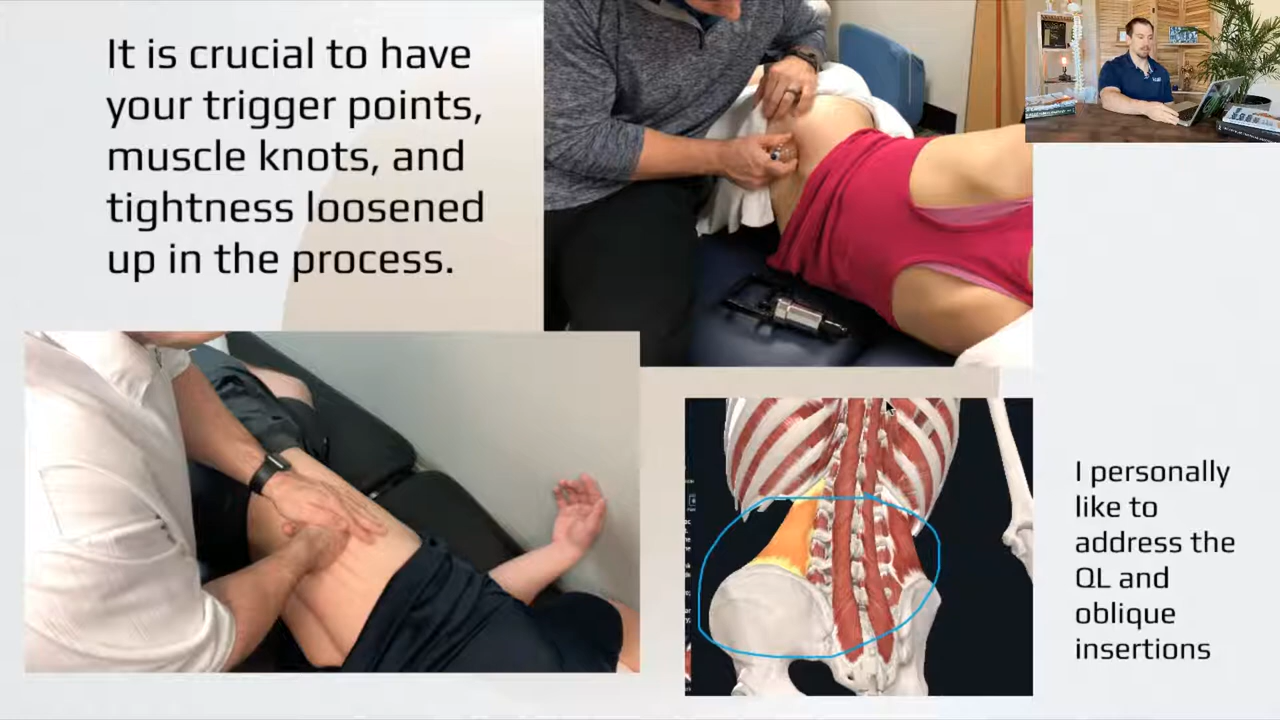 It is crucial to have
your trigger points,
muscle knots, and
tightness loosened
up in the process.
I personally
like to
address the
QL and
oblique
insertions